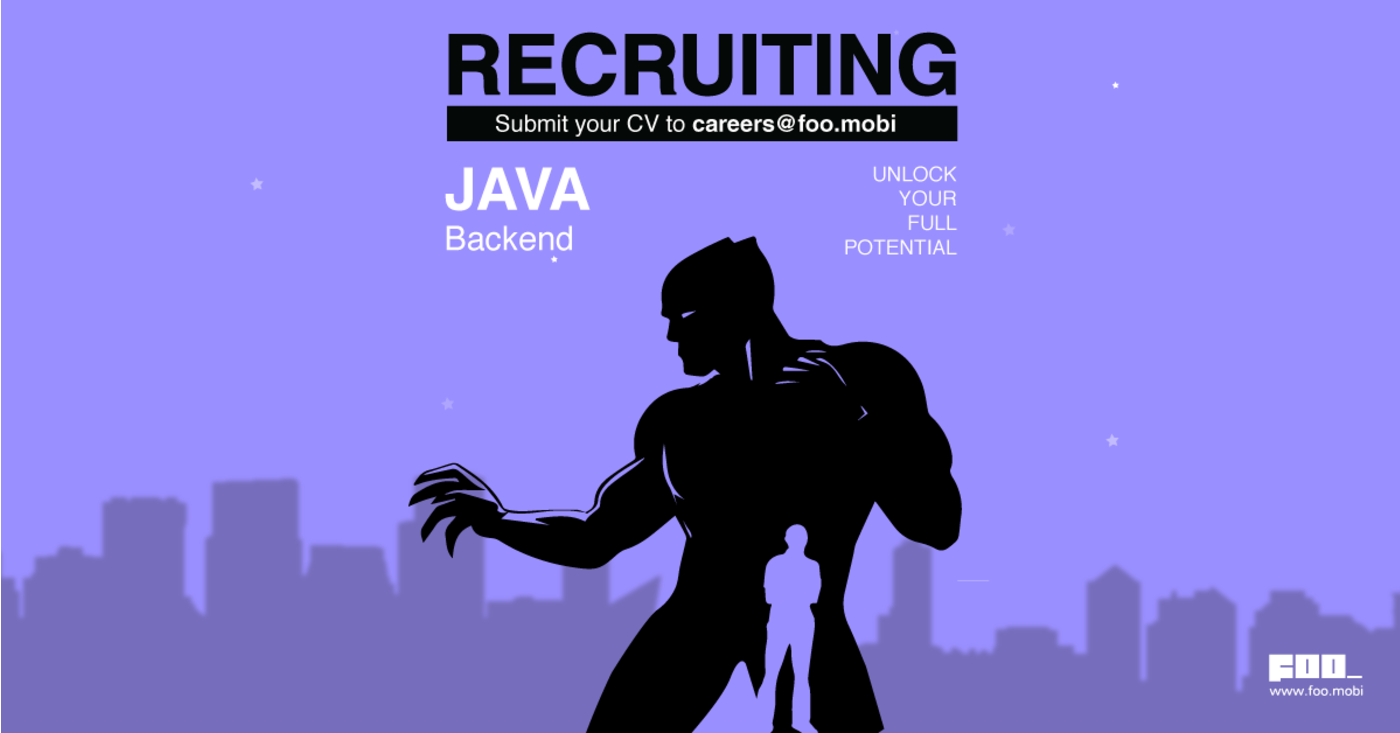 RECRUITING
Submit your CV to careers@foo.mobi
JAVA
Backend
UNLOCK
YOUR
FULL
POTENTIAL
FOO_
www.foo.mobi